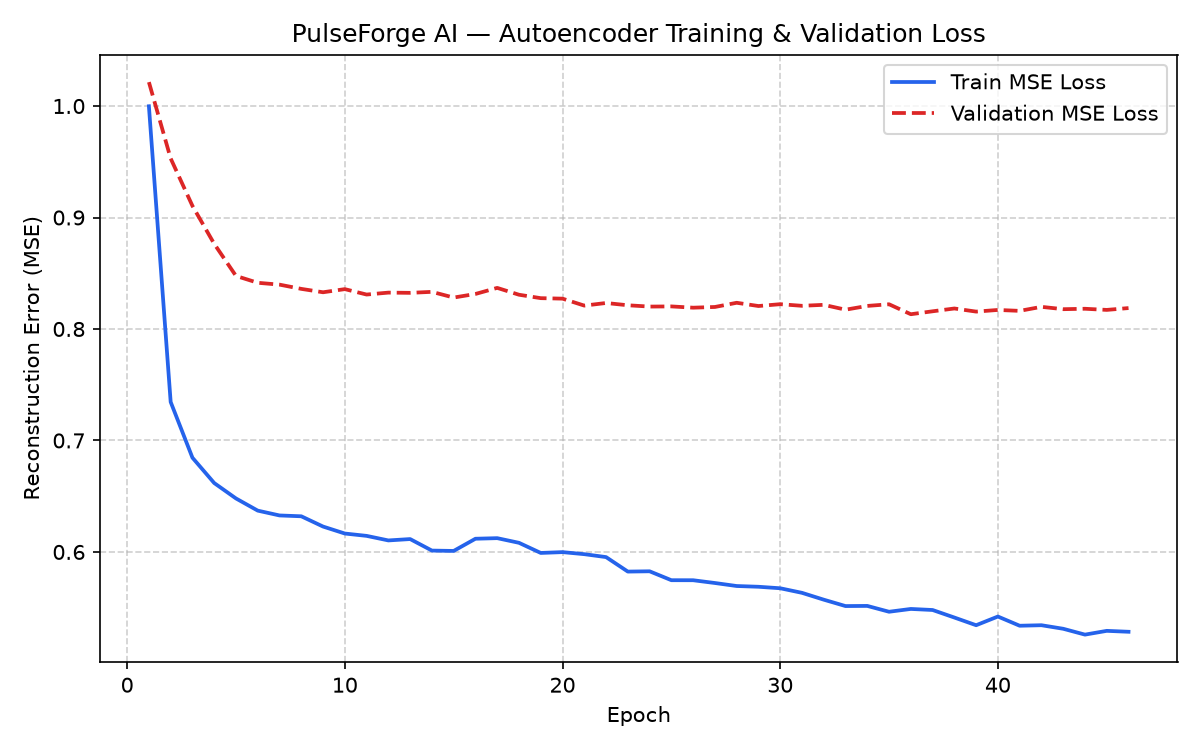 PulseForge AI — Autoencoder Training & Validation Loss
Train MSE Loss
Validation MSE Loss
Reconstruction Error (MSE)
1.0
0.9
0.8
0.7
0.6
0
10
20
30
40
Epoch